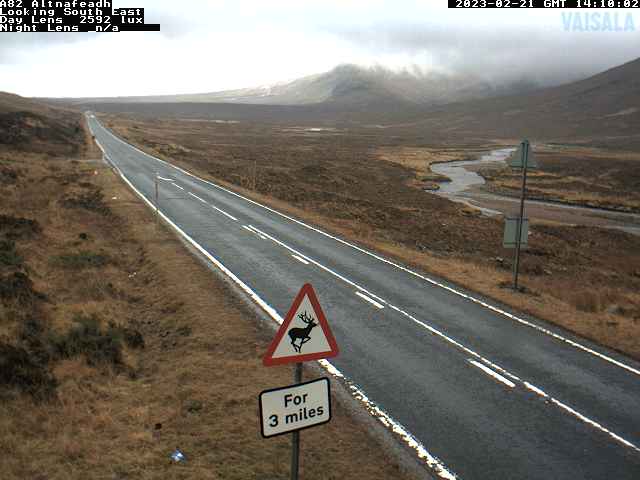 A82 Altnafeadh
Looking South East
Day Lens  2592 lux
Night Lens  n/a
2023-02-21 GMT 14:10:02
VAISALA
For
3 miles